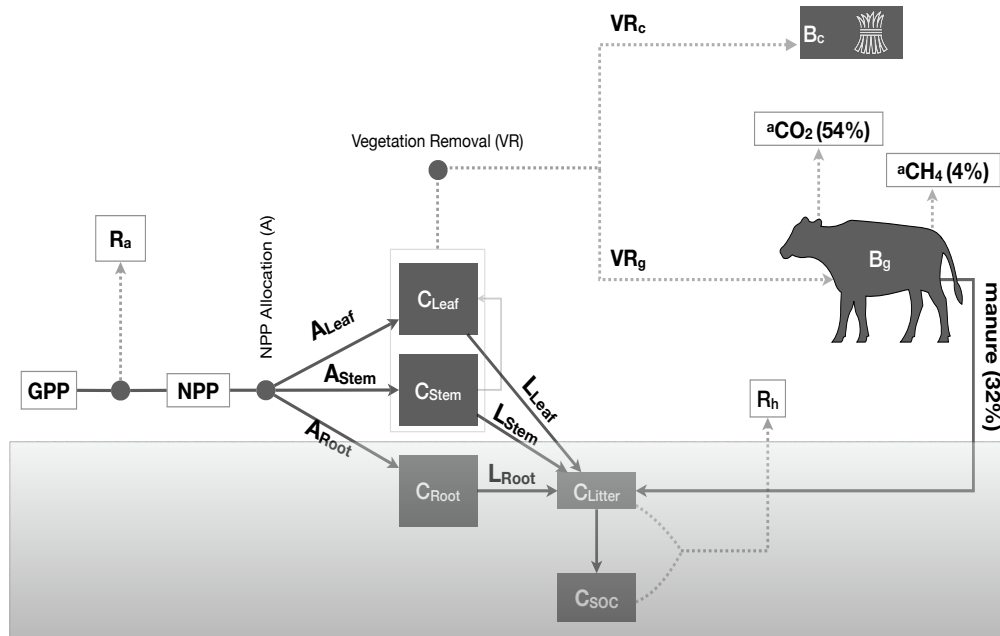 VRc
Bc
aCO2 (54%)
Vegetation Removal (VR)
aCH4 (4%)
Ra
NPP Allocation (A)
VRg
Bg
CLeaf
ALeaf
manure (32%)
GPP
NPP
AStem
CStem
LLeaf
Rh
LStem
ARoot
CRoot
LRoot
CLitter
CSOC